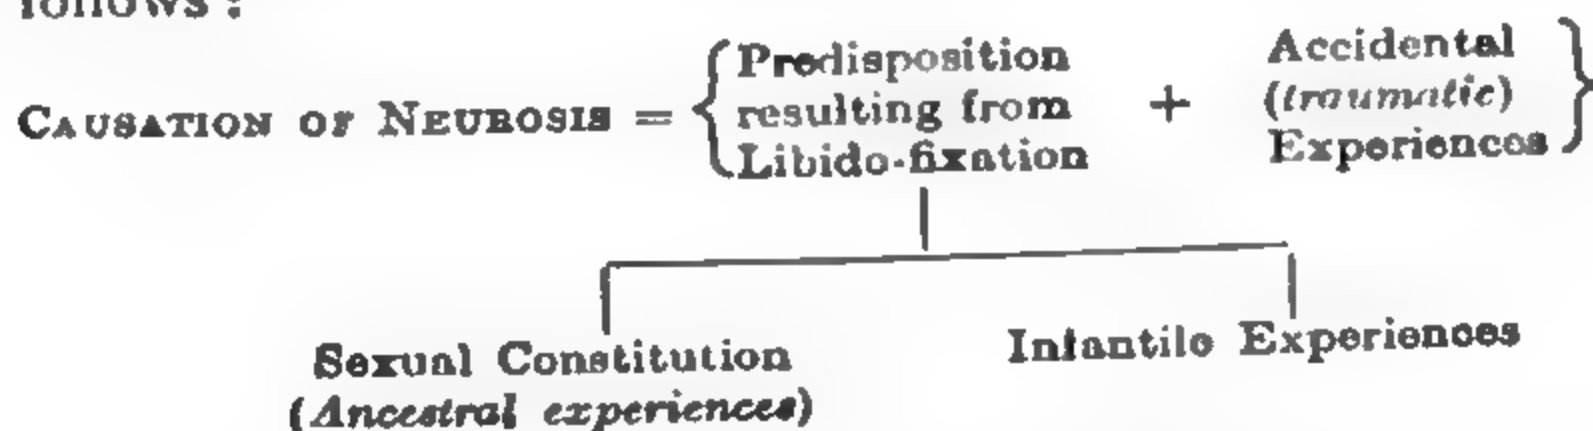 follows :
Predisposition Accidental
CAUSATION OF NEUROSIS = { resulting from + (traumatic) }
Libido-fixation Experiences
Sexual Constitution Infantile Experiences
(Ancestral experiences)